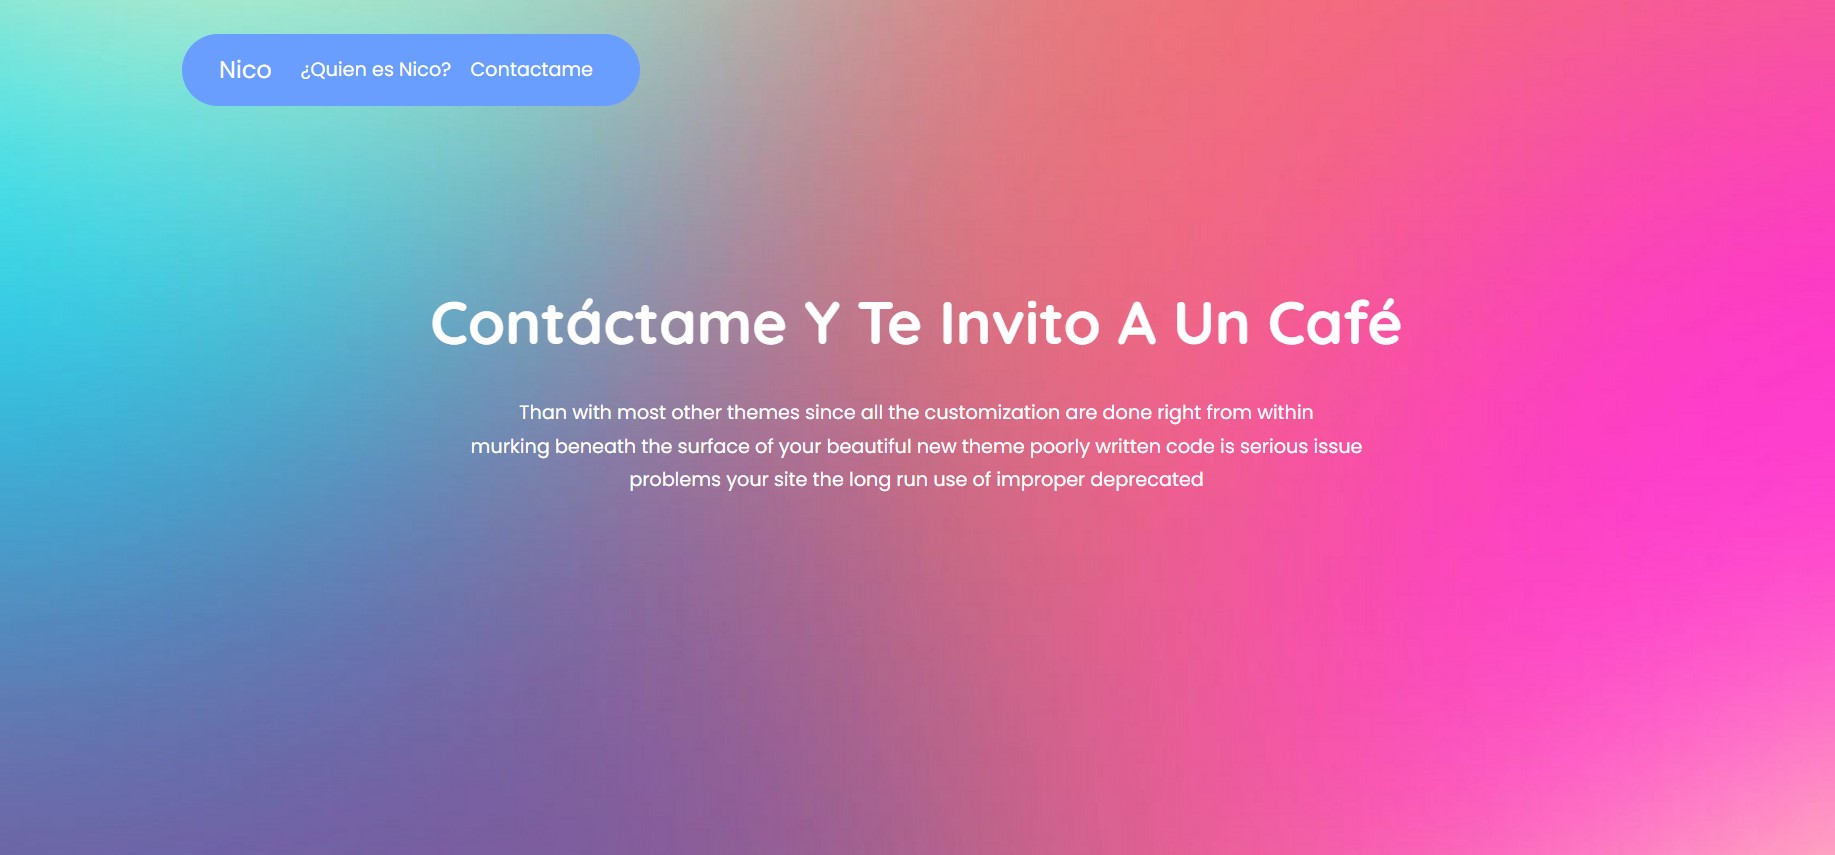 Nico ¿Quien es Nico? Contactame
Contáctame Y Te Invito A Un Café
Than with most other themes since all the customization are done right from within
murking beneath the surface of your beautiful new theme poorly written code is serious issue
problems your site the long run use of improper deprecated